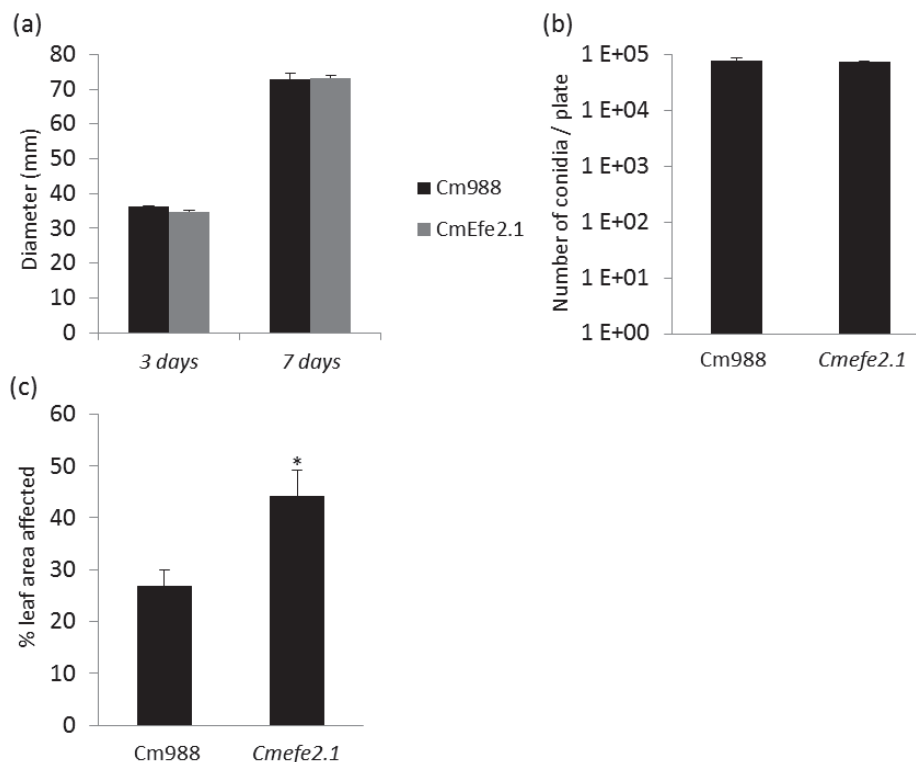 (a)
80
70
60
50
40
30
20
10
0
Diameter (mm)
3 days
7 days
Cm988
CmEfe2.1
(b)
1 E+05
1 E+04
1 E+03
1 E+02
1 E+01
1 E+00
Number of conidia / plate
Cm988
Cmefe2.1
(c)
60
50
40
30
20
10
0
% leaf area affected
*
Cm988
Cmefe2.1